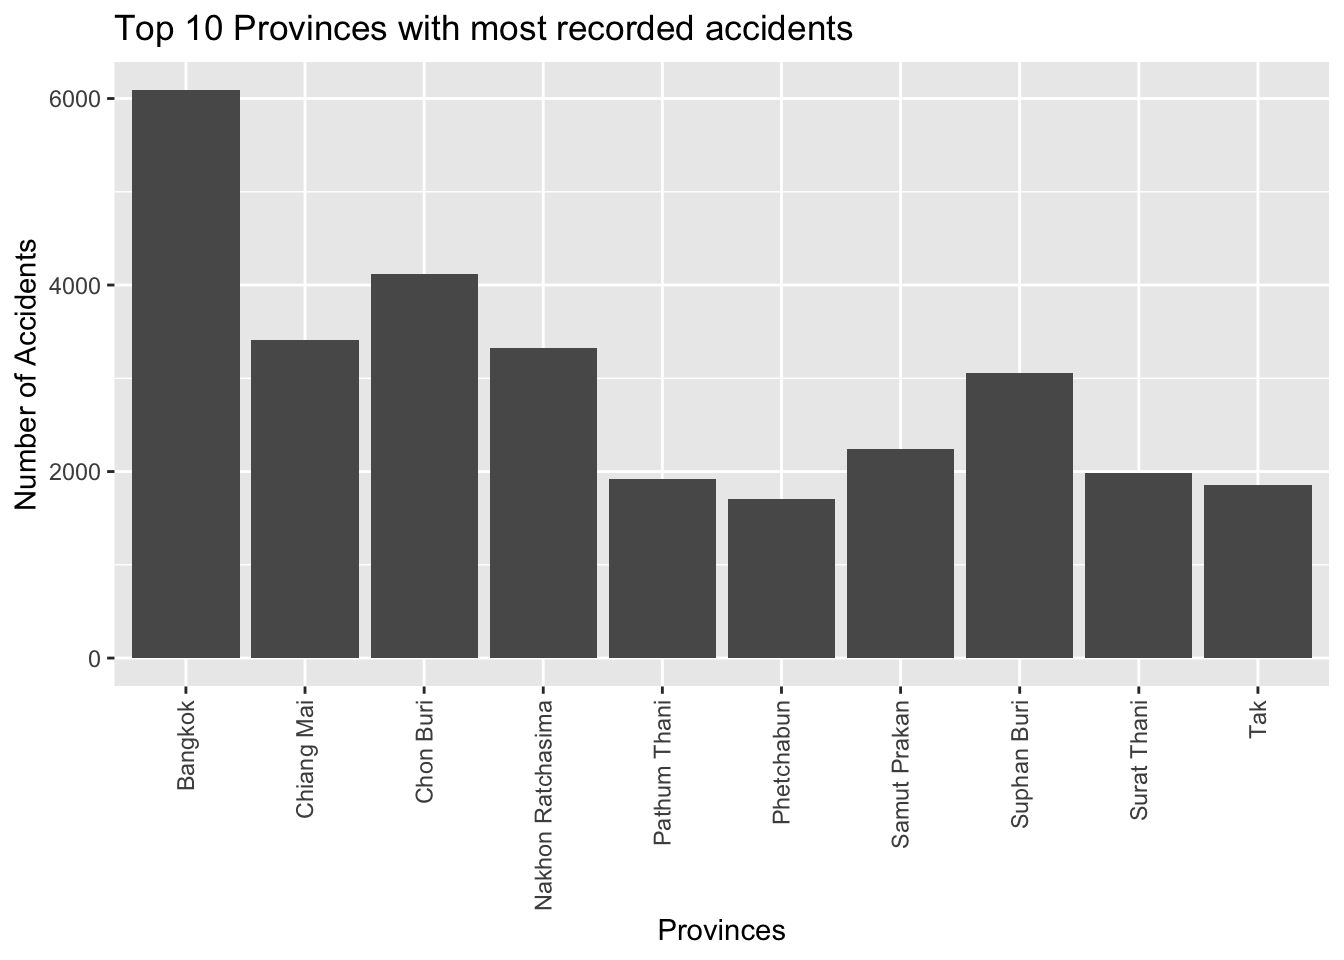 Top 10 Provinces with most recorded accidents
Number of Accidents
6000
4000
2000
0
Bangkok
Chiang Mai
Chon Buri
Nakhon Ratchasima
Pathum Thani
Phetchabun
Samut Prakan
Suphan Buri
Surat Thani
Tak
Provinces